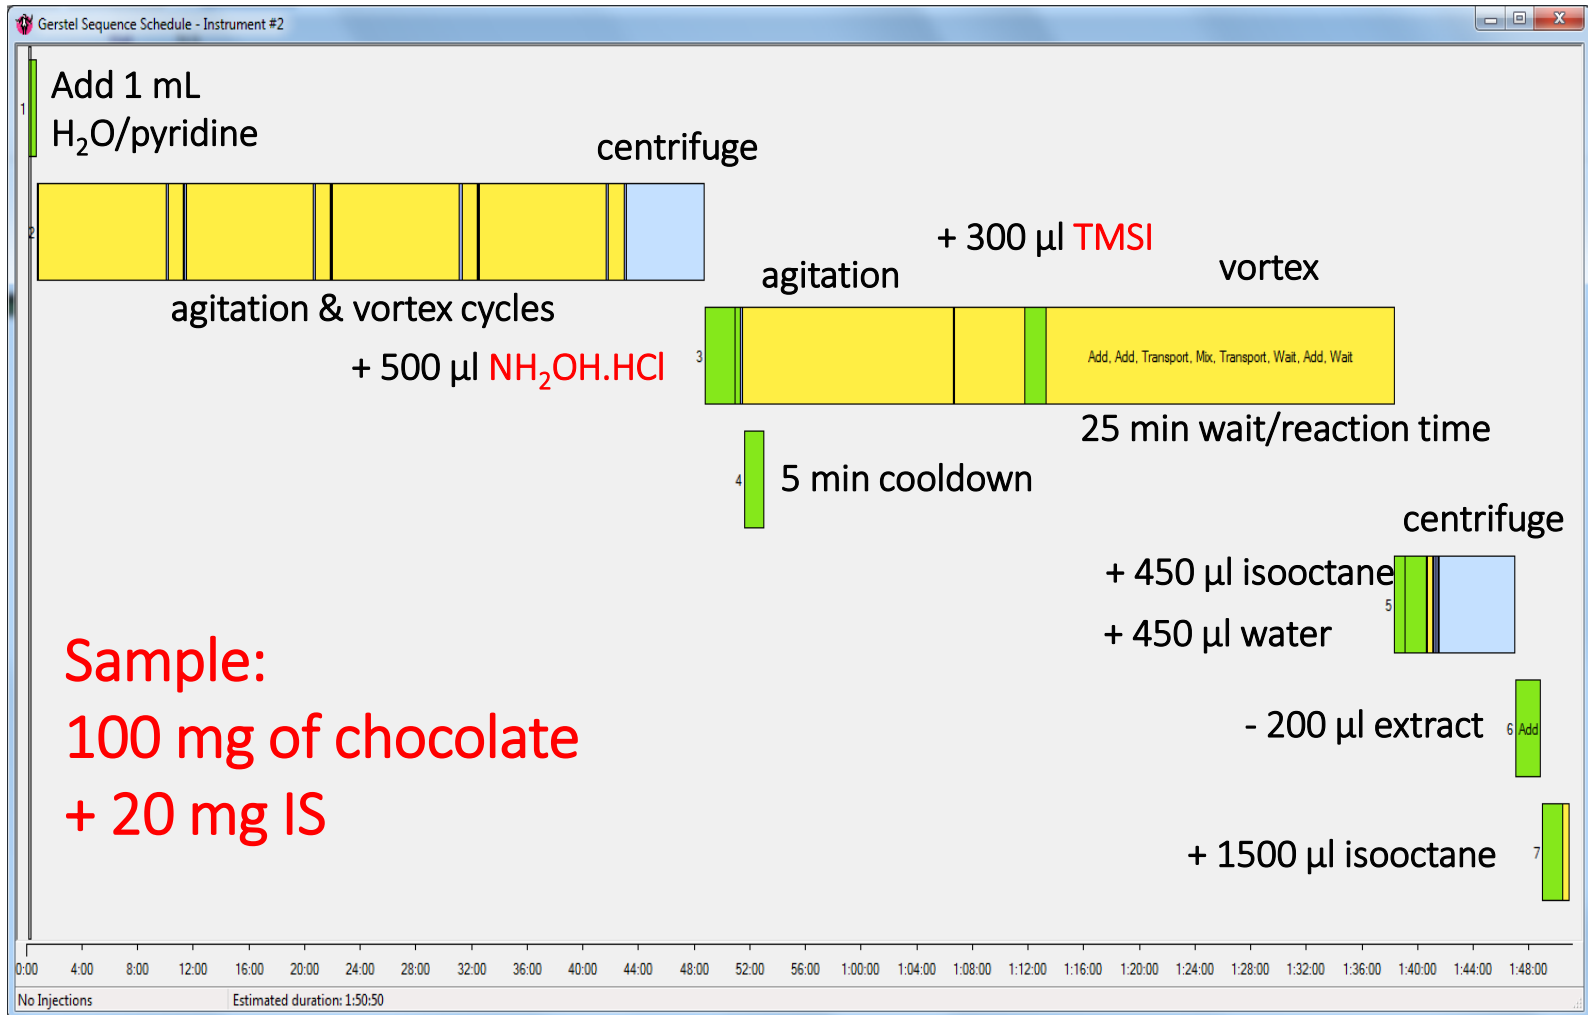 Gerstel Sequence Schedule - Instrument #2
Add 1 mL
H₂O/pyridine
1
centrifuge
2
agitation & vortex cycles
+ 300 µl TMSI
agitation
vortex
+ 500 µl NH₂OH.HCl
3
Add, Add, Transport, Mix, Transport, Wait, Add, Wait
25 min wait/reaction time
4
5 min cooldown
centrifuge
+ 450 µl isooctane
5
+ 450 µl water
Sample:
100 mg of chocolate
+ 20 mg IS
- 200 µl extract
6
Add
+ 1500 µl isooctane
7
0:00 4:00 8:00 12:00 16:00 20:00 24:00 28:00 32:00 36:00 40:00 44:00 48:00 52:00 56:00 1:00:00 1:04:00 1:08:00 1:12:00 1:16:00 1:20:00 1:24:00 1:28:00 1:32:00 1:36:00 1:40:00 1:44:00 1:48:00
No Injections Estimated duration: 1:50:50